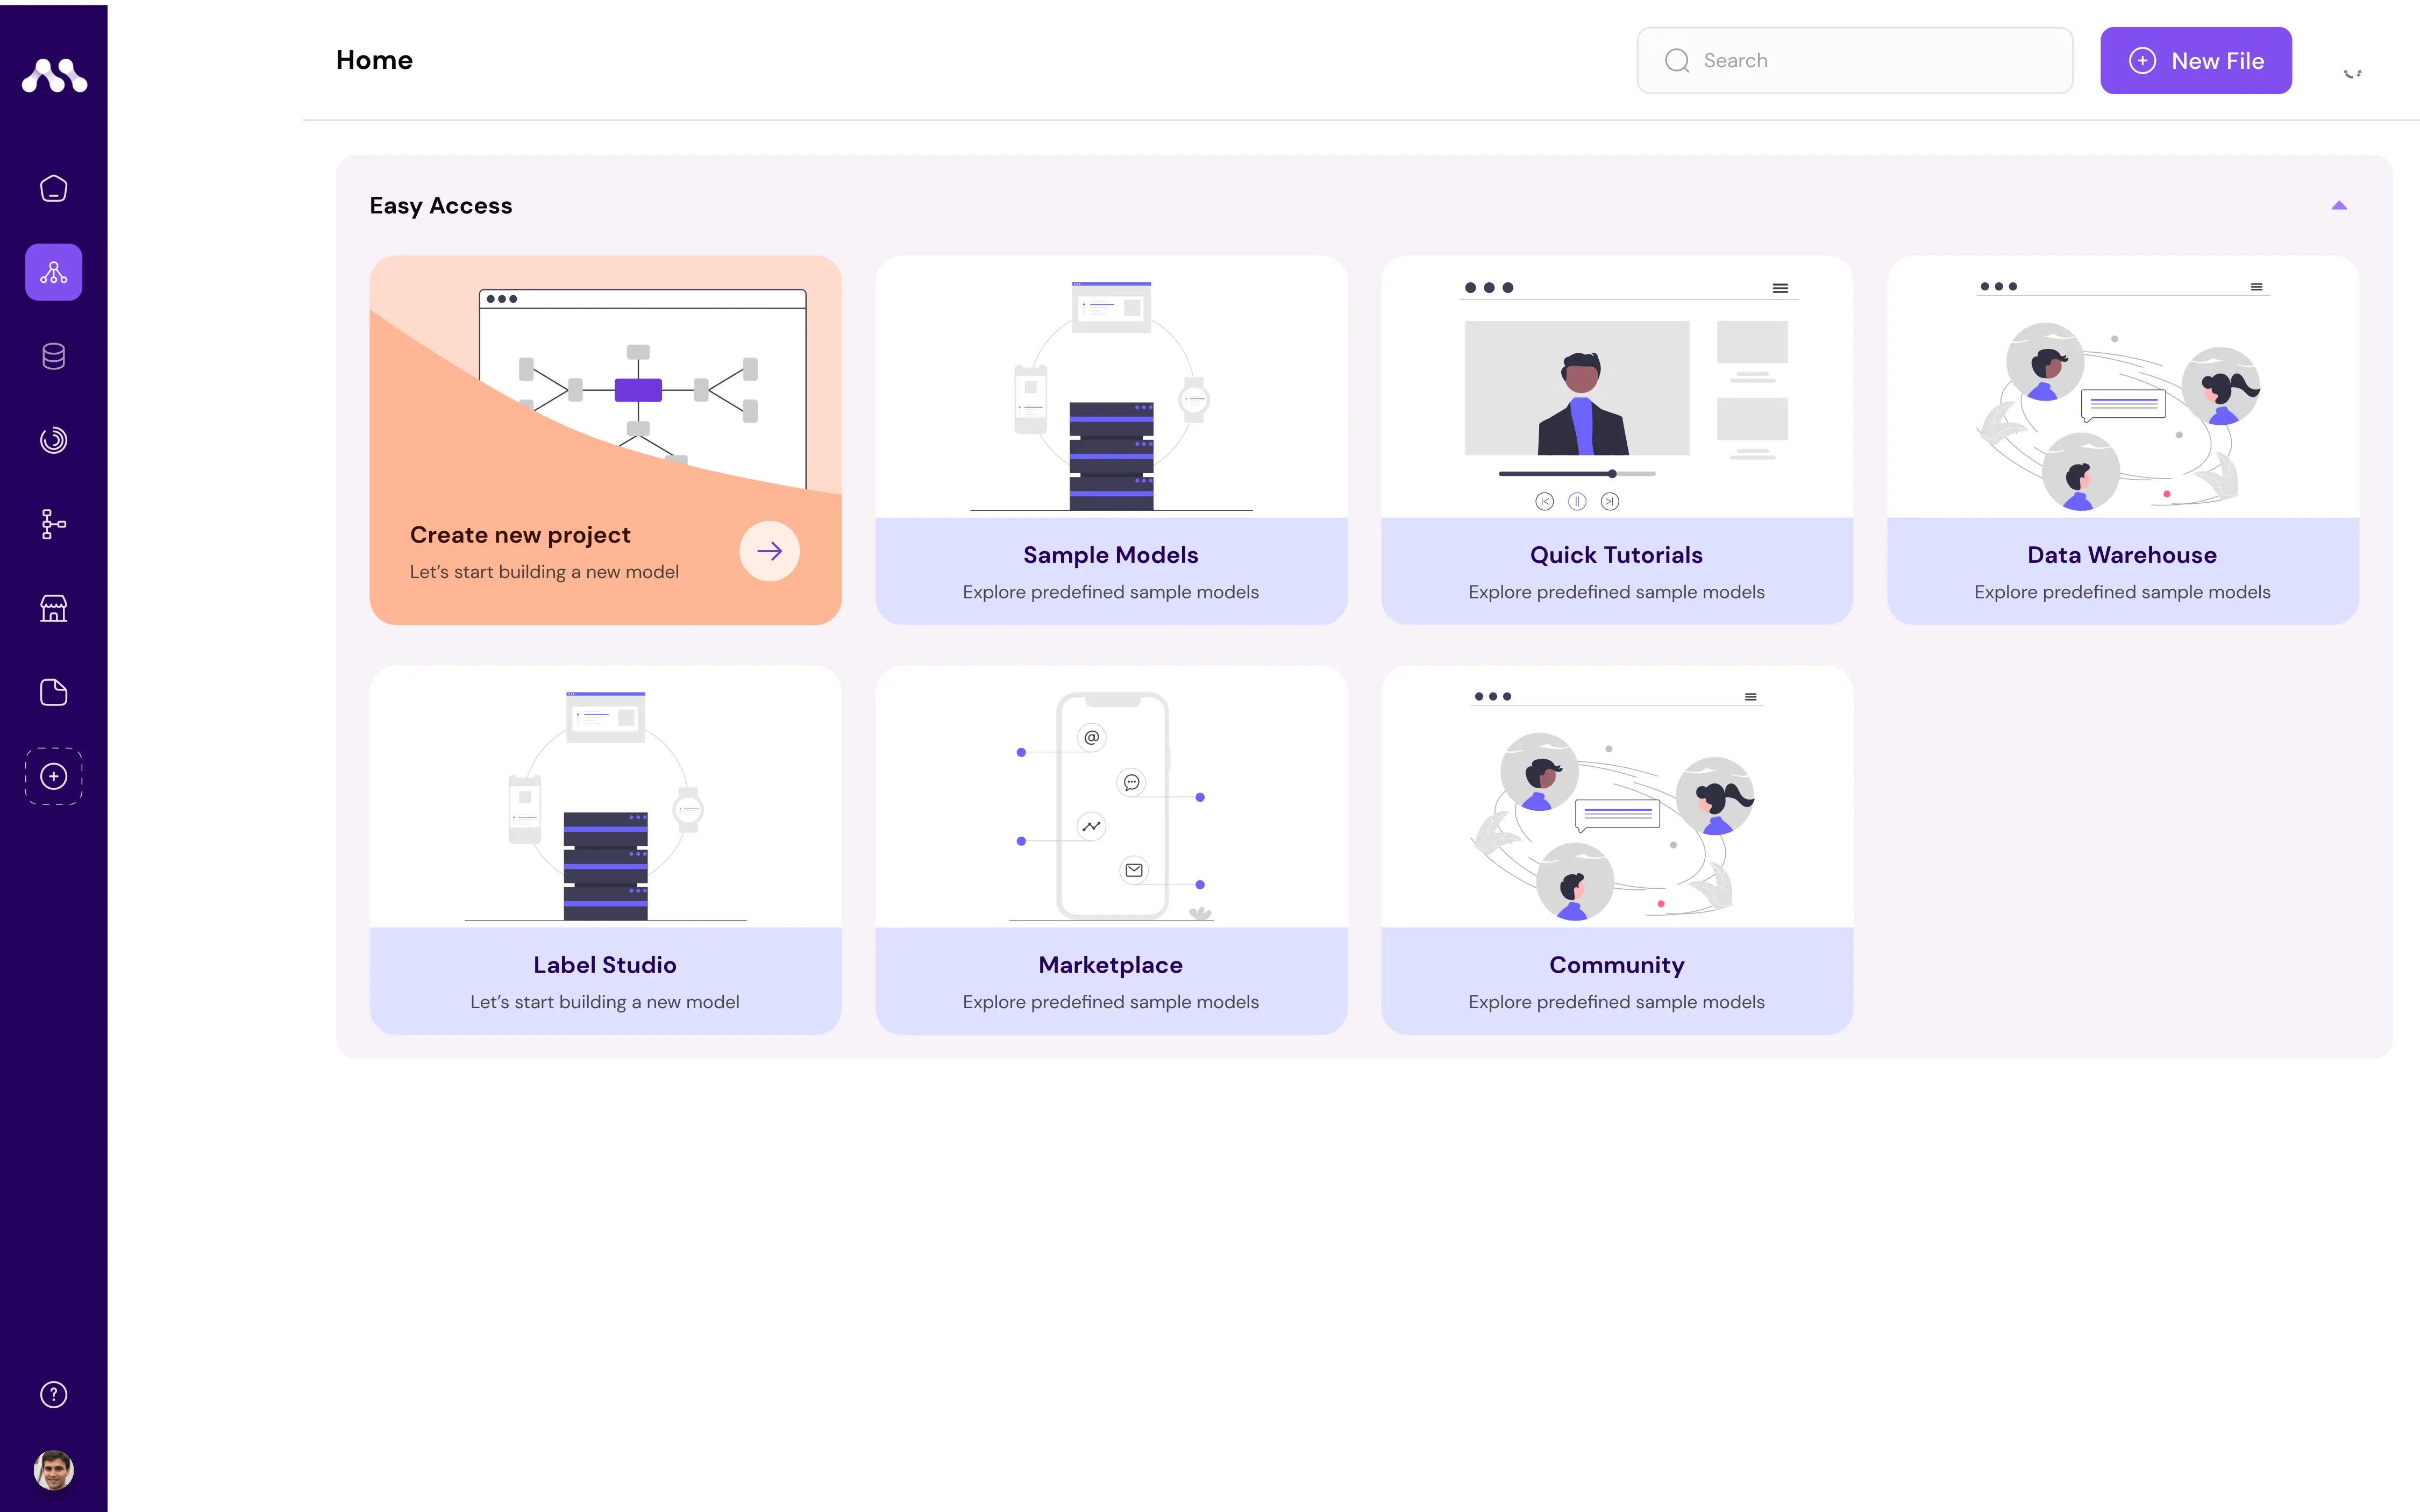 Home
Search
New File
Easy Access
Create new project
Let’s start building a new model
Sample Models
Explore predefined sample models
Quick Tutorials
Explore predefined sample models
Data Warehouse
Explore predefined sample models
Label Studio
Let’s start building a new model
Marketplace
Explore predefined sample models
Community
Explore predefined sample models